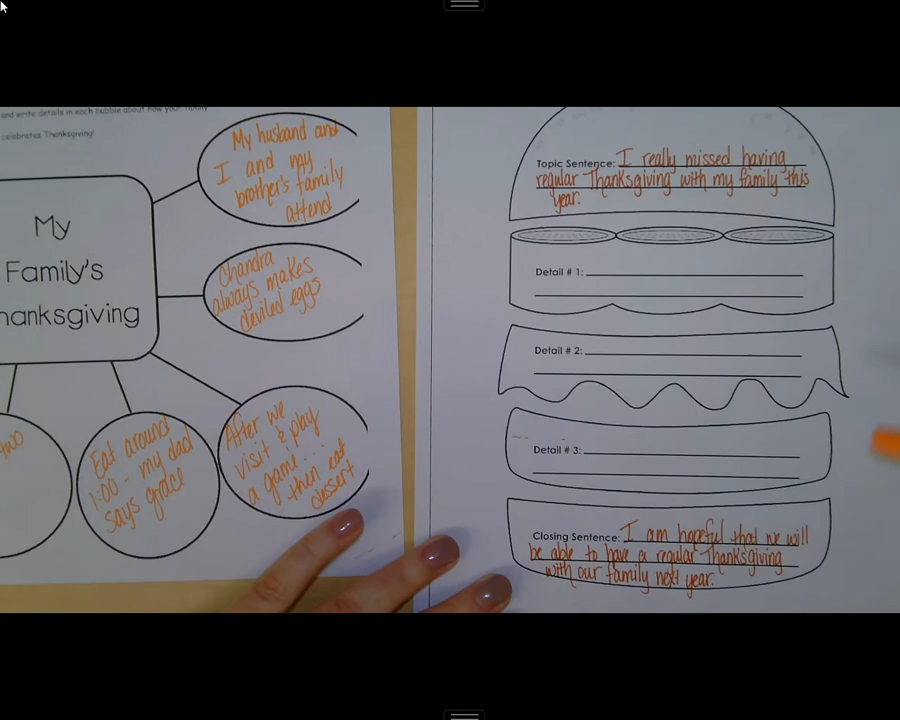 and write details in each bubble about how your family
celebrates Thanksgiving!
My
Family's
hanksgiving
My husband and
I and my
brother's family
attend
Chandra
always makes
deviled eggs
After we
visit & play
a game...
then eat
dessert
Eat around
1:00 - my dad
says grace
two
Topic Sentence: I really missed having
regular Thanksgiving with my family this
year.
Detail # 1:
Detail # 2:
Detail # 3:
Closing Sentence: I am hopeful that we will
be able to have a regular Thanksgiving
with our family next year.